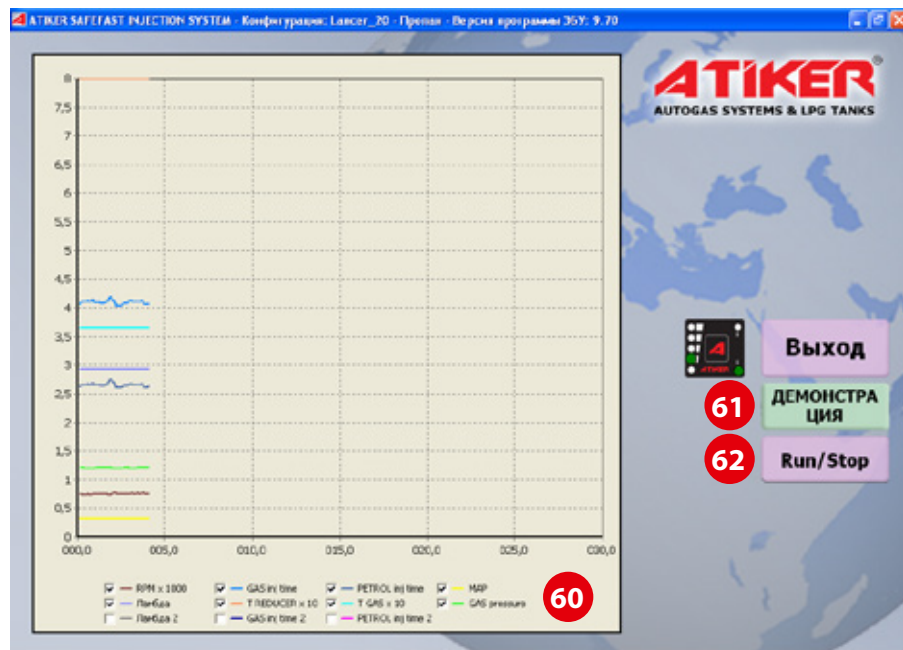 ATIKER SAFEFAST INJECTION SYSTEM - Конфигурация: Lancer_20 - Пропан - Версия программы ЭБУ: 9.70
ATİKER®
AUTOGAS SYSTEMS & LPG TANKS
8
7,5
7
6,5
6
5,5
5
4,5
4
3,5
3
2,5
2
1,5
1
0,5
0
000,0 005,0 010,0 015,0 020,0 025,0 030,0
A
ATIKER
Выход
61
ДЕМОНСТРА
ЦИЯ
62
Run/Stop
RPM x 1000 GAS inj time PETROL inj time MAP
Лямбда T REDUCER x 10 T GAS x 10 GAS pressure
Лямбда 2 GAS inj time 2 PETROL inj time 2
60